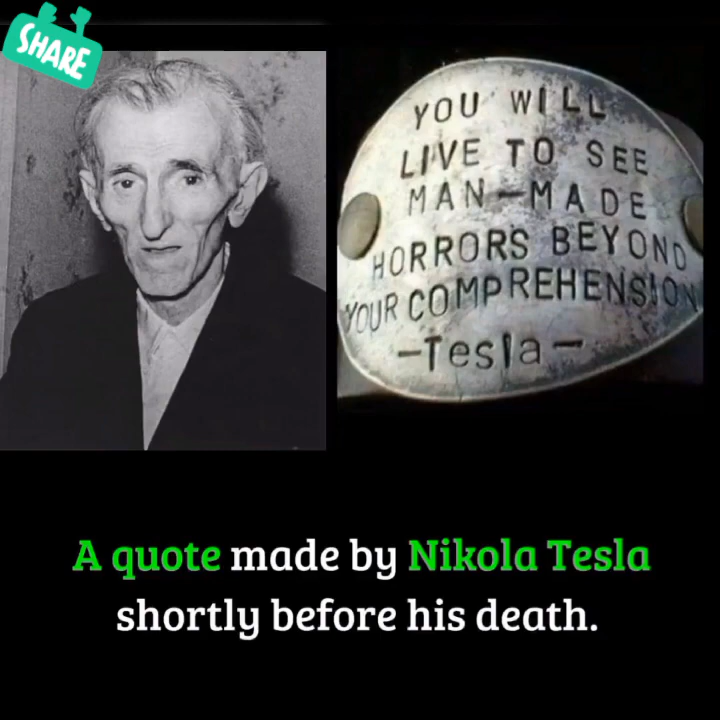 SHARE
YOU WILL
LIVE TO SEE
MAN-MADE
HORRORS BEYOND
YOUR COMPREHENSION
-Tesla-
A quote made by Nikola Tesla
shortly before his death.